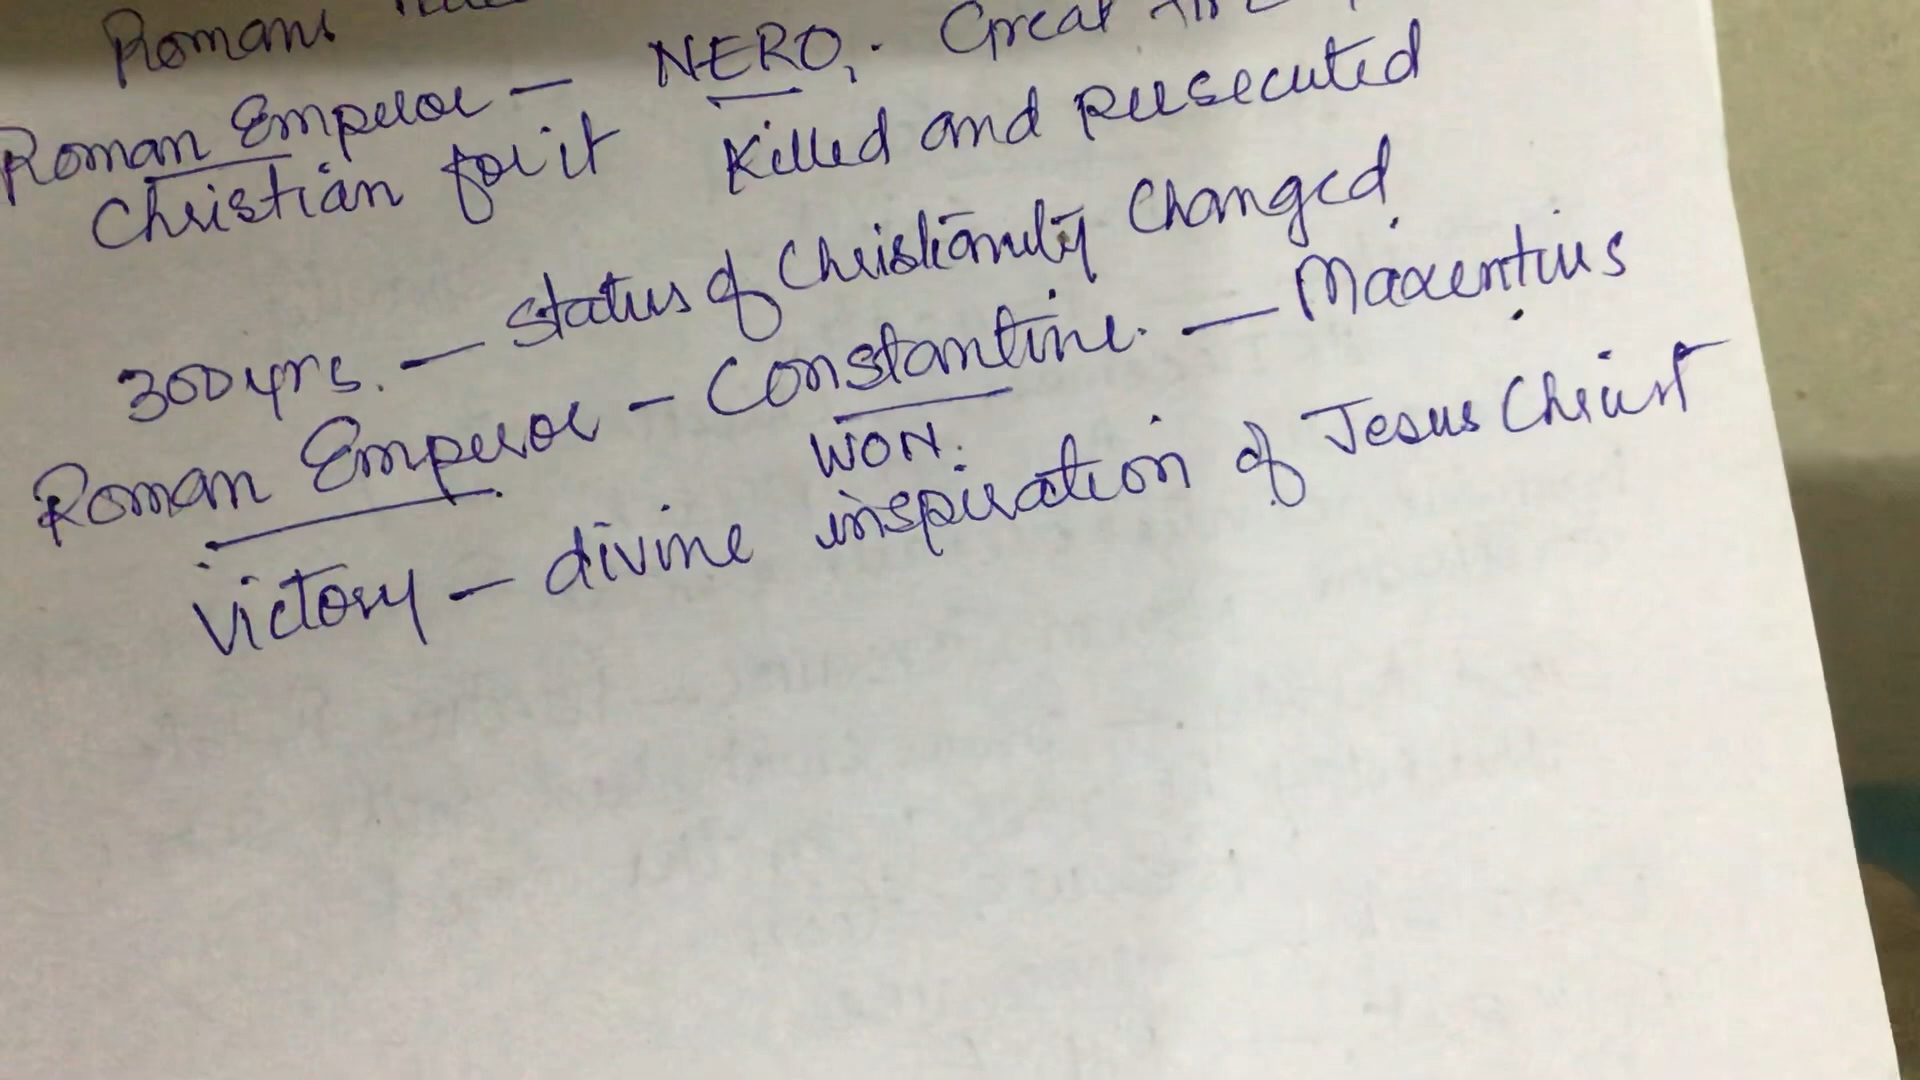 Romans
Roman Emperor — NERO, - Great
Christian for it killed and persecuted
300 yrs. — status of Christianity changed
Roman Emperor — Constantine. — Maxentius
WON.
Victory — divine inspiration of Jesus Christ